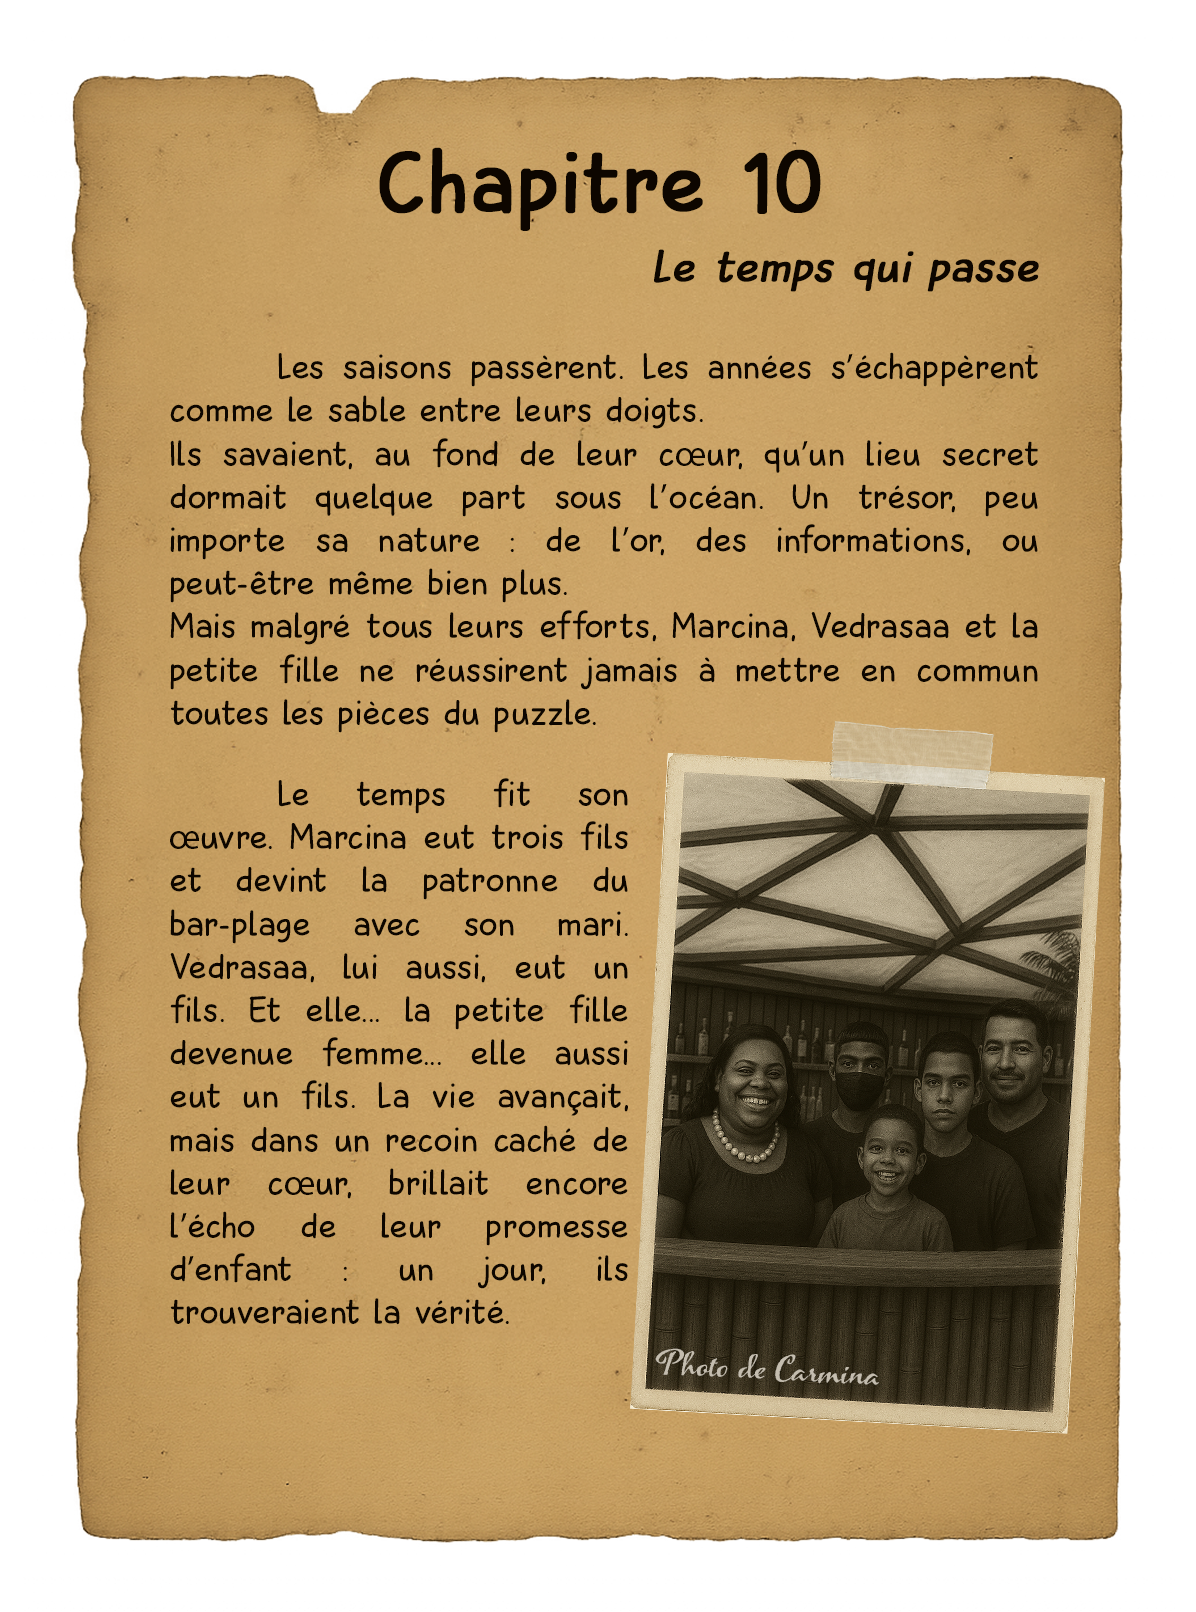 Chapitre 10
Le temps qui passe
Les saisons passèrent. Les années s'échappèrent
comme le sable entre leurs doigts.
Ils savaient, au fond de leur cœur, qu'un lieu secret
dormait quelque part sous l'océan. Un trésor, peu
importe sa nature : de l'or, des informations, ou
peut-être même bien plus.
Mais malgré tous leurs efforts, Marcina, Vedrasaa et la
petite fille ne réussirent jamais à mettre en commun
toutes les pièces du puzzle.
Le temps fit son
œuvre. Marcina eut trois fils
et devint la patronne du
bar-plage avec son mari.
Vedrasaa, lui aussi, eut un
fils. Et elle... la petite fille
devenue femme... elle aussi
eut un fils. La vie avançait,
mais dans un recoin caché de
leur cœur, brillait encore
l'écho de leur promesse
d'enfant : un jour, ils
trouveraient la vérité.
Photo de Carmina